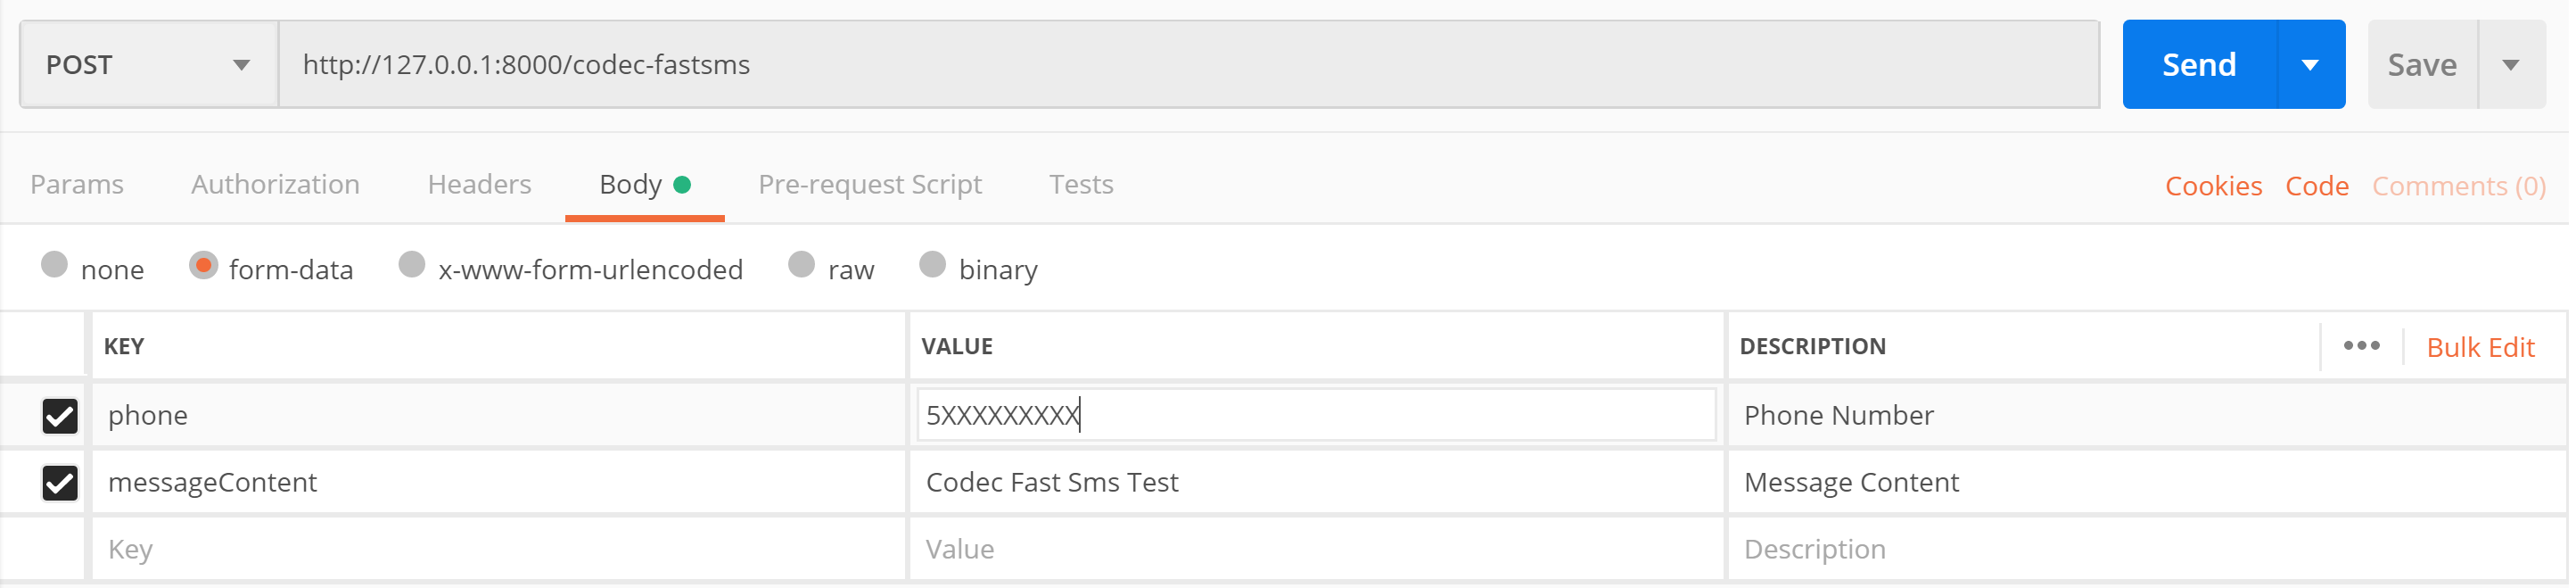 POST http://127.0.0.1:8000/codec-fastsms Send Save
Params Authorization Headers Body Pre-request Script Tests Cookies Code Comments (0)
none form-data x-www-form-urlencoded raw binary
KEY VALUE DESCRIPTION Bulk Edit
phone 5XXXXXXXXX Phone Number
messageContent Codec Fast Sms Test Message Content
Key Value Description